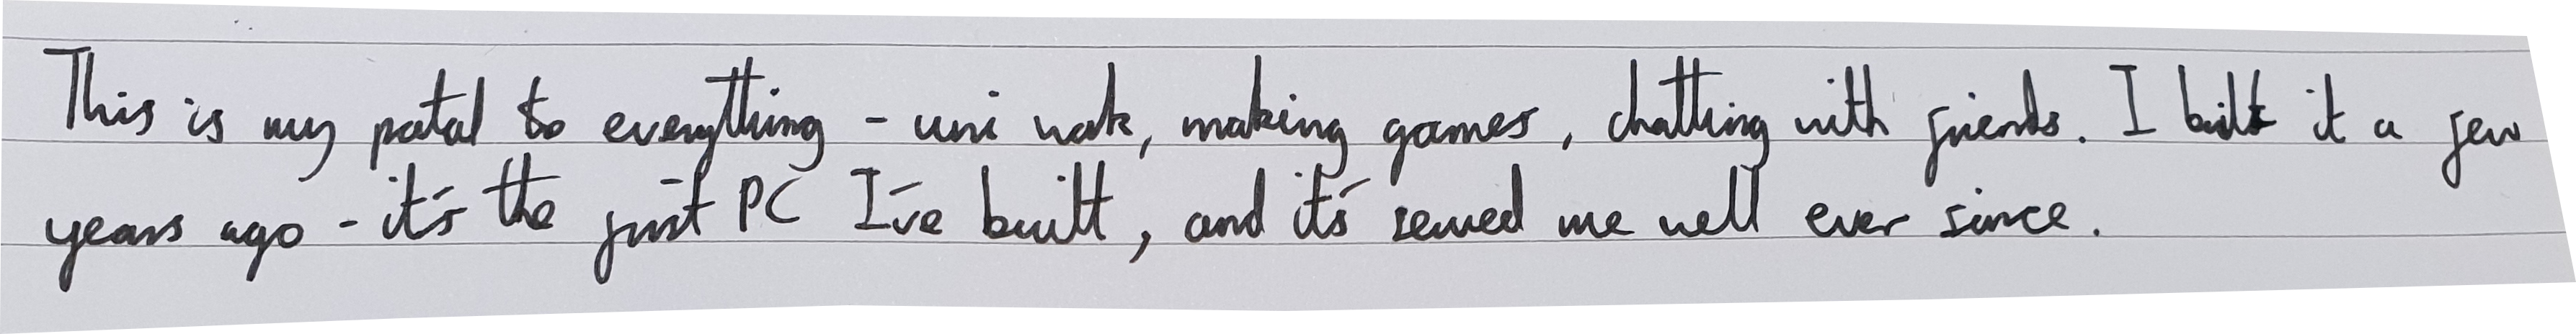 This is my portal to everything - uni work, making games, chatting with friends. I built it a few
years ago - it's the first PC I've built, and it's served me well ever since.